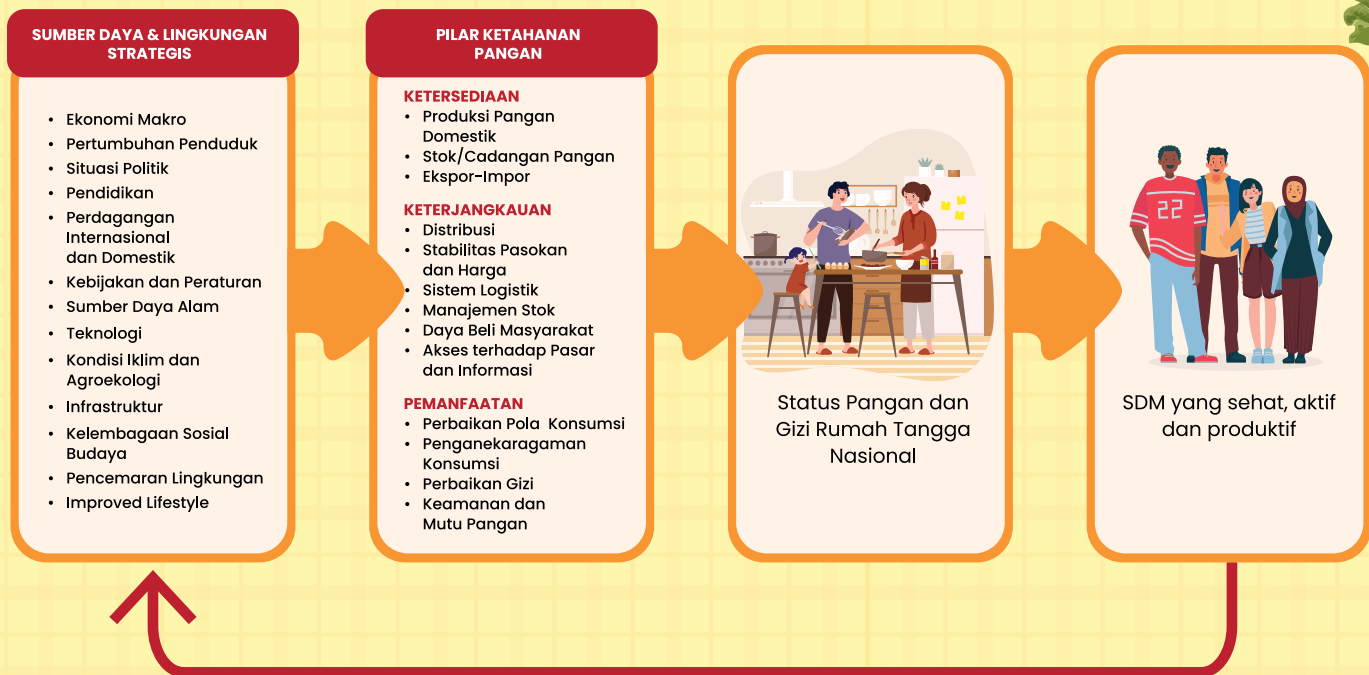 SUMBER DAYA & LINGKUNGAN
STRATEGIS
• Ekonomi Makro
• Pertumbuhan Penduduk
• Situasi Politik
• Pendidikan
• Perdagangan
Internasional
dan Domestik
• Kebijakan dan Peraturan
• Sumber Daya Alam
• Teknologi
• Kondisi Iklim dan
Agroekologi
• Infrastruktur
• Kelembagaan Sosial
Budaya
• Pencemaran Lingkungan
• Improved Lifestyle
PILAR KETAHANAN
PANGAN
KETERSEDIAAN
• Produksi Pangan
Domestik
• Stok/Cadangan Pangan
• Ekspor-Impor
KETERJANGKAUAN
• Distribusi
• Stabilitas Pasokan
dan Harga
• Sistem Logistik
• Manajemen Stok
• Daya Beli Masyarakat
• Akses terhadap Pasar
dan Informasi
PEMANFAATAN
• Perbaikan Pola Konsumsi
• Penganekaragaman
Konsumsi
• Perbaikan Gizi
• Keamanan dan
Mutu Pangan
Status Pangan dan
Gizi Rumah Tangga
Nasional
22
SDM yang sehat, aktif
dan produktif